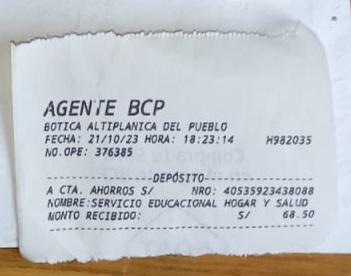 AGENTE BCP
BOTICA ALTIPLANICA DEL PUEBLO
FECHA: 21/10/23 HORA: 18:23:14 H982035
NO.OPE: 376385
DEPÓSITO
A CTA. AHORROS S/ NRO: 40535923438088
NOMBRE:SERVICIO EDUCACIONAL HOGAR Y SALUD
MONTO RECIBIDO: S/ 68.50